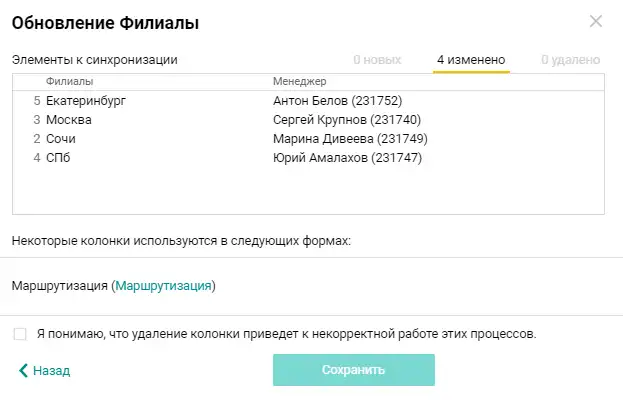 Обновление Филиалы
Элементы к синхронизации 0 новых 4 изменено 0 удалено
Филиалы Менеджер
5 Екатеринбург Антон Белов (231752)
3 Москва Сергей Крупнов (231740)
2 Сочи Марина Дивеева (231749)
4 СПб Юрий Амалахов (231747)
Некоторые колонки используются в следующих формах:
Маршрутизация (Маршрутизация)
Я понимаю, что удаление колонки приведет к некорректной работе этих процессов.
Назад Сохранить